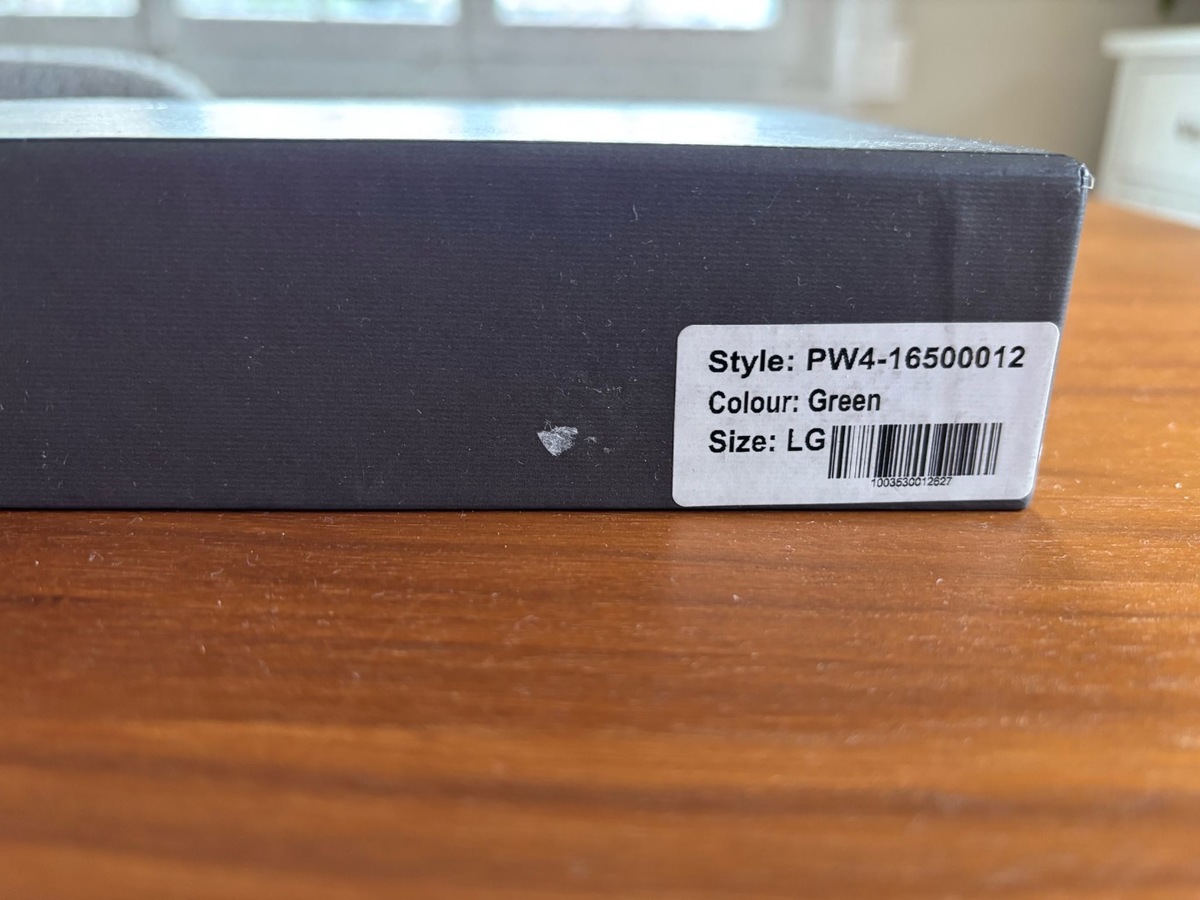 Style: PW4-16500012
Colour: Green
Size: LG
1003530012627